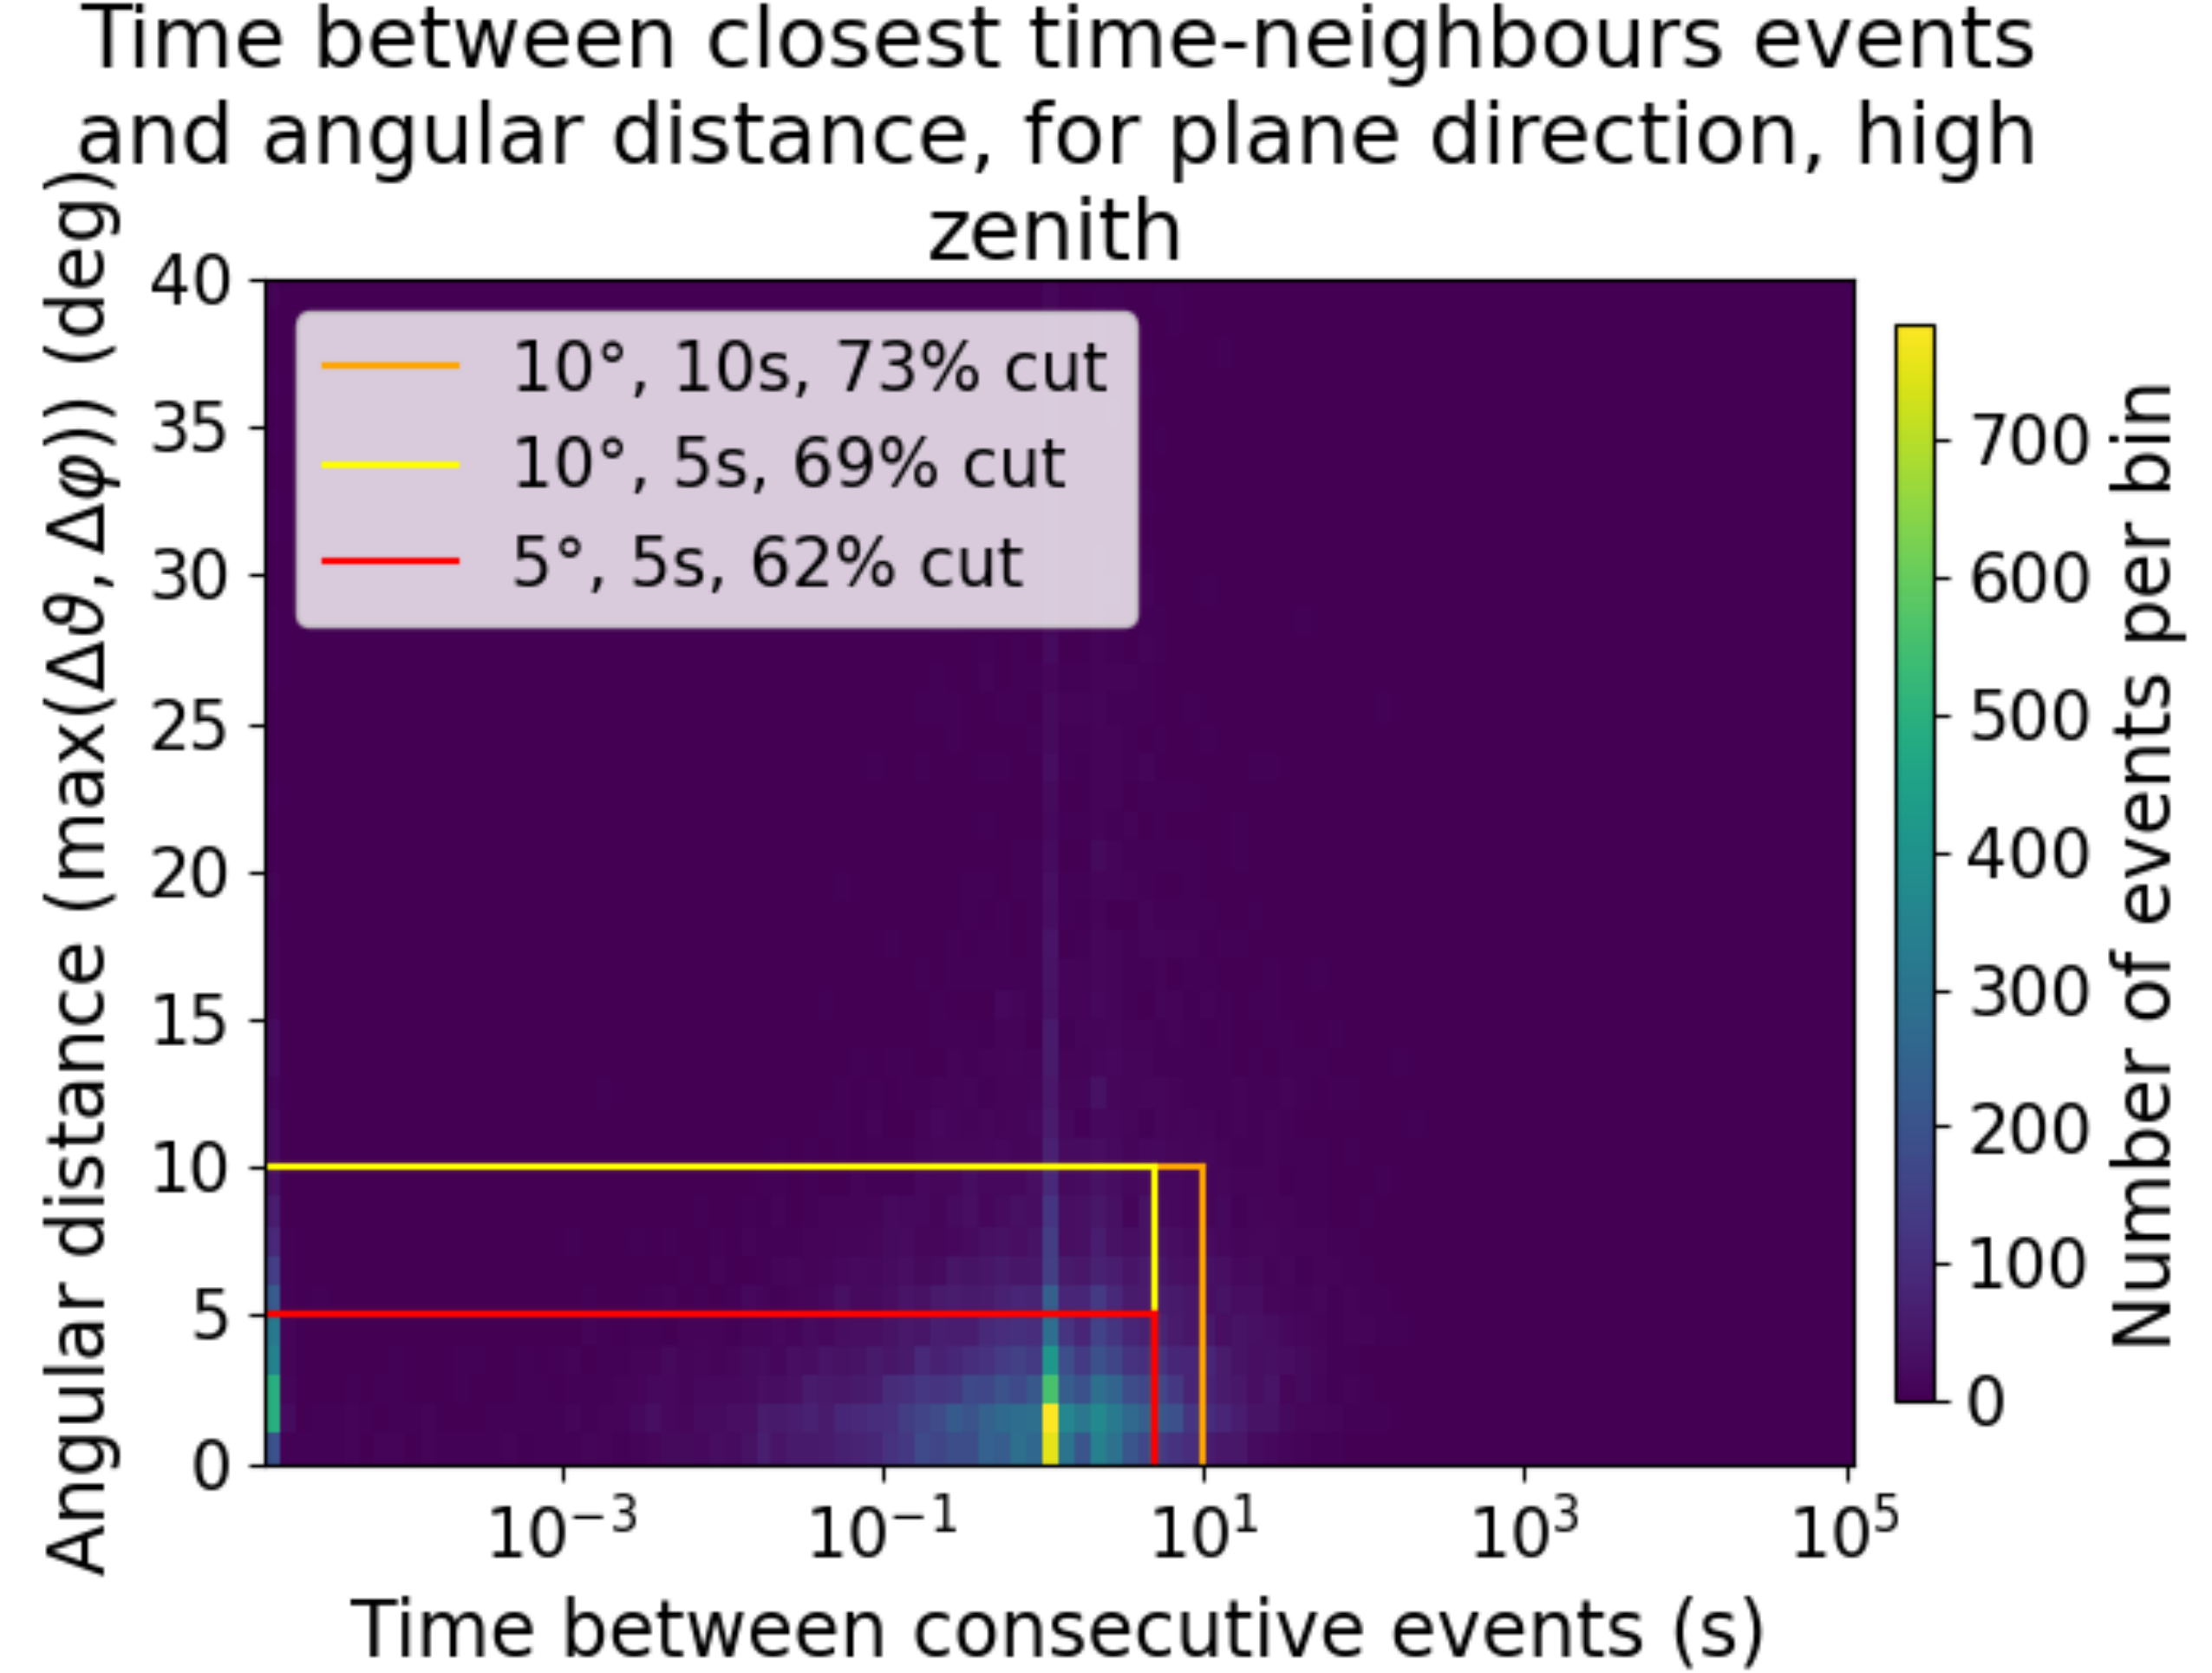 Time between closest time-neighbours events
and angular distance, for plane direction, high
zenith
Angular distance (max(Δϑ, Δφ)) (deg)
40
35
30
25
20
15
10
5
0
10°, 10s, 73% cut
10°, 5s, 69% cut
5°, 5s, 62% cut
10⁻³
10⁻¹
10¹
10³
10⁵
Time between consecutive events (s)
700
600
500
400
300
200
100
0
Number of events per bin